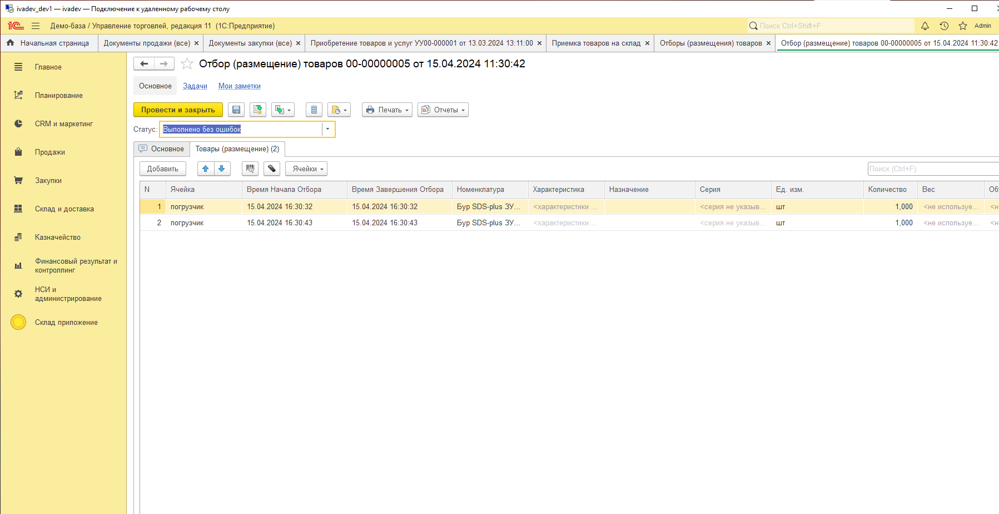 ivadev_dev1 — ivadev — Подключение к удаленному рабочему столу
1С Демо-база / Управление торговлей, редакция 11 (1С:Предприятие) Поиск Ctrl+Shift+F Admin
Начальная страница Документы продажи (все) × Документы закупки (все) × Приобретение товаров и услуг УУ00-000001 от 13.03.2024 13:11:00 × Приемка товаров на склад × Отборы (размещения) товаров × Отбор (размещение) товаров 00-00000005 от 15.04.2024 11:30:42
Главное
Планирование
CRM и маркетинг
Продажи
Закупки
Склад и доставка
Казначейство
Финансовый результат и
контроллинг
НСИ и
администрирование
Склад приложение
Отбор (размещение) товаров 00-00000005 от 15.04.2024 11:30:42
Основное Задачи Мои заметки
Провести и закрыть Печать Отчеты
Статус: Выполнено без ошибок
Основное Товары (размещение) (2)
Добавить Ячейки Поиск (Ctrl+F)
N Ячейка Время Начала Отбора Время Завершения Отбора Номенклатура Характеристика Назначение Серия Ед. изм. Количество Вес Об
1 погрузчик 15.04.2024 16:30:32 15.04.2024 16:30:32 Бур SDS-plus ЗУ... <характеристики ... <серия не указыв... шт 1,000 <не используе... <н
2 погрузчик 15.04.2024 16:30:43 15.04.2024 16:30:43 Бур SDS-plus ЗУ... <характеристики ... <серия не указыв... шт 1,000 <не используе... <н